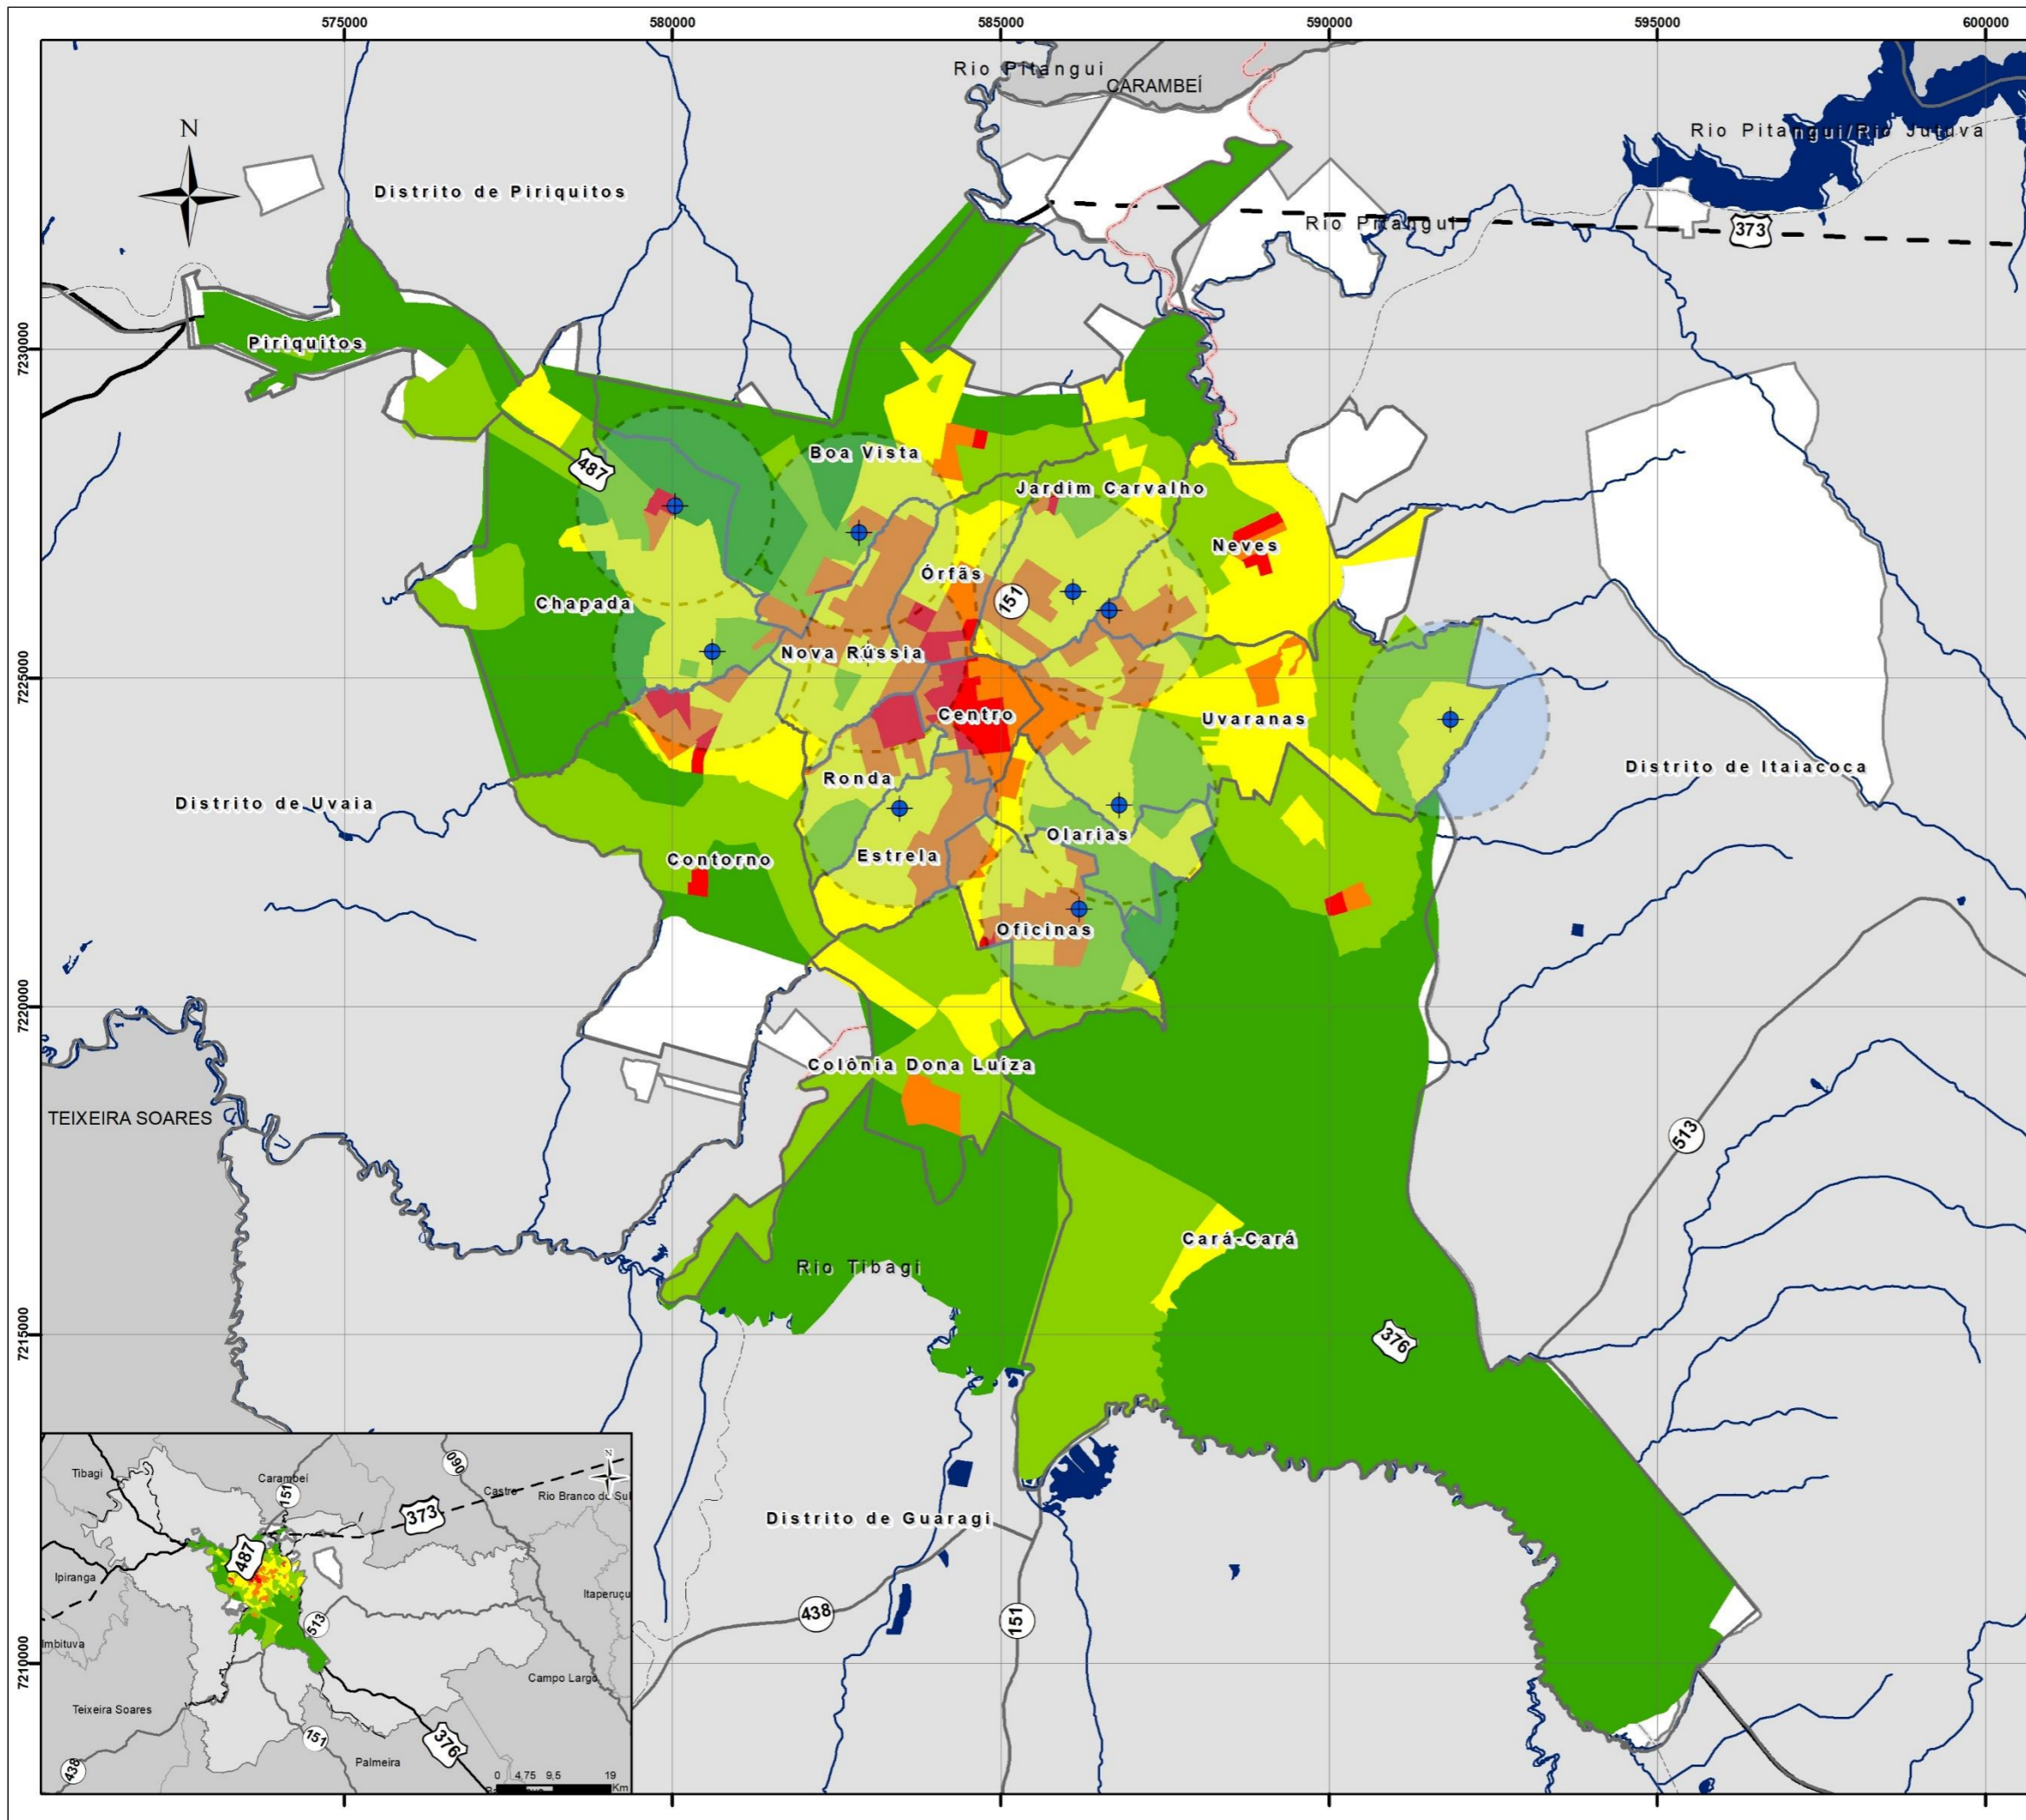 575000
580000
585000
590000
595000
600000
Rio Pitangui
CARAMBEÍ
N
Rio Pitangui/Rio Jutuva
Distrito de Piriquitos
Rio Pitangui
373
7230000
Piriquitos
Boa Vista
487
Jardim Carvalho
Neves
Órfãs
151
Chapada
Nova Rússia
7225000
Centro
Uvaranas
Distrito de Itaiacoca
Ronda
Distrito de Uvaia
Olarias
Estrela
Contorno
Oficinas
7220000
Colônia Dona Luíza
TEIXEIRA SOARES
513
Cará-Cará
Rio Tibagi
7215000
376
Distrito de Guaragi
438
151
7210000
N
090
Tibagi
Carambeí
151
Castro
Rio Branco do Sul
373
487
Ipiranga
Itaperuçu
513
Imbituva
Campo Largo
Teixeira Soares
151
376
Palmeira
438
0 4,75 9,5 19
Km